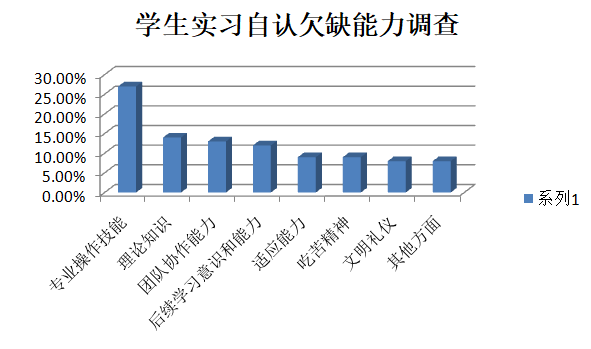 学生实习自认欠缺能力调查
30.00%
25.00%
20.00%
15.00%
10.00%
5.00%
0.00%
专业操作技能
理论知识
团队协作能力
后续学习意识和能力
适应能力
吃苦精神
文明礼仪
其他方面
系列1